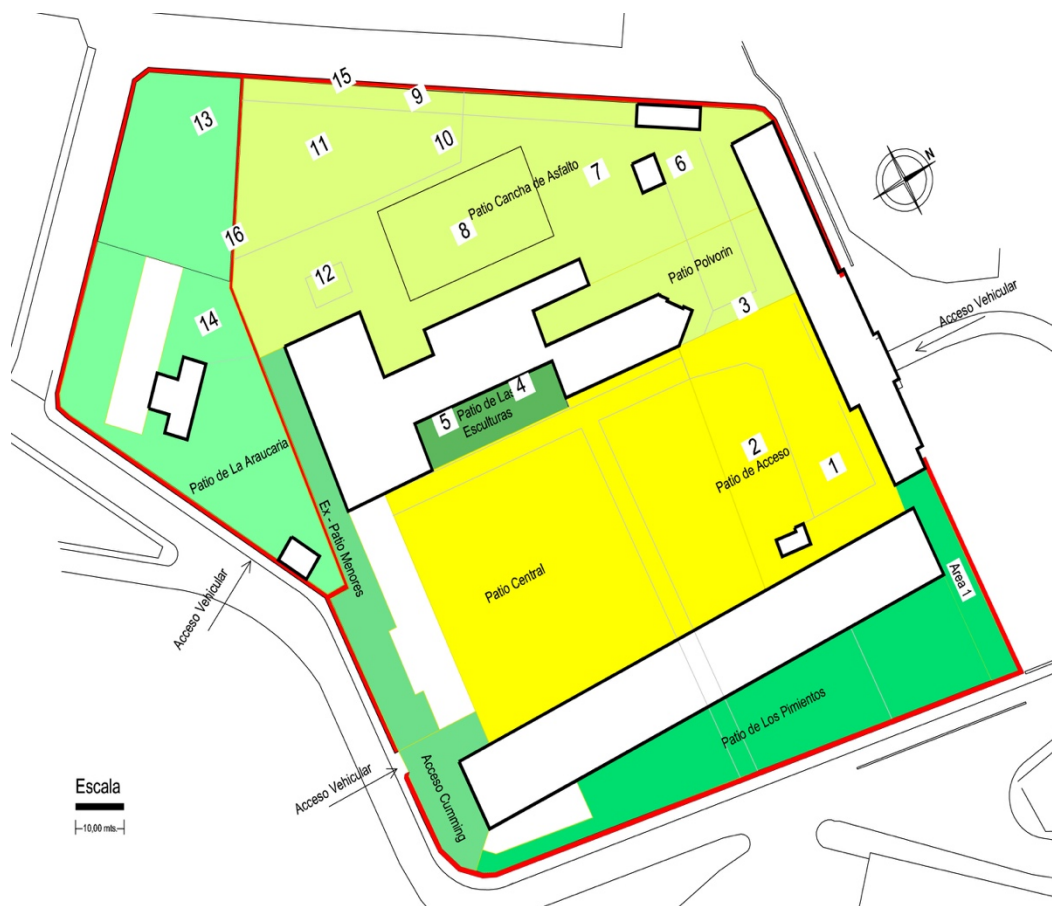 15
9
13
11
10
6
7
N
Patio Cancha de Asfalto
8
16
12
Patio Polvorin
3
Acceso Vehicular
14
4
5
Patio de Las
Esculturas
Patio de La Araucaria
2
Patio de Acceso
1
Ex - Patio Menores
Patio Central
Area 1
Acceso Vehicular
Patio de Los Pimientos
Acceso Vehicular
Acceso Cumming
Escala
10,00 mts.